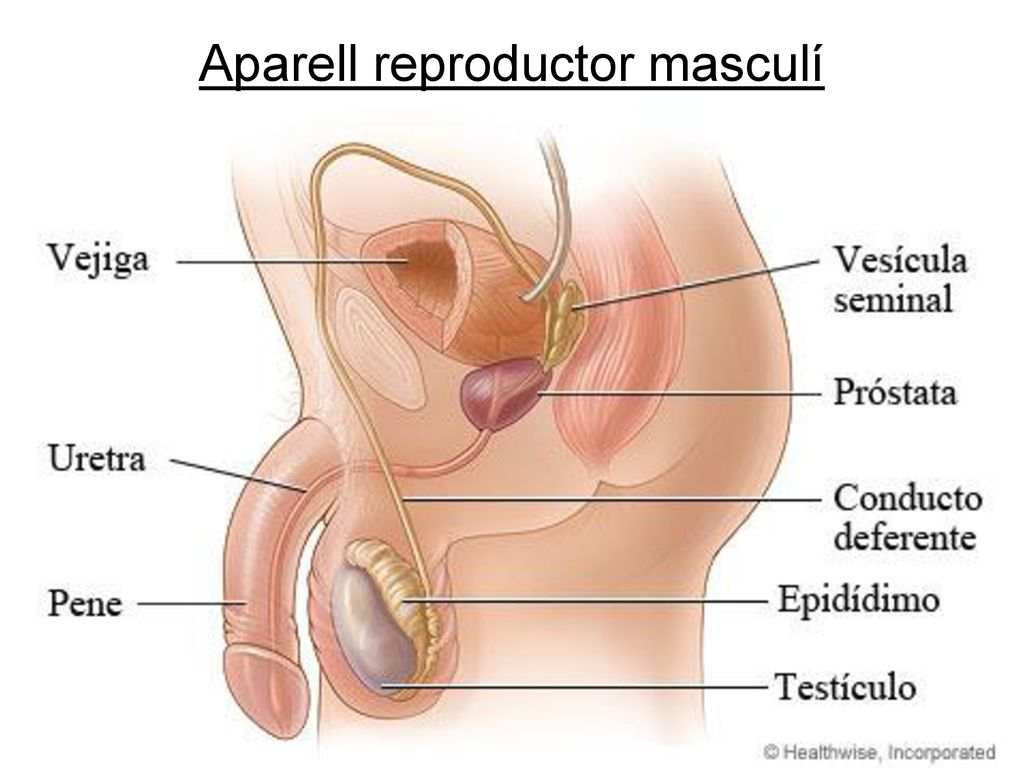 Aparell reproductor masculí
Vejiga
Vesícula
seminal
Próstata
Uretra
Conducto
deferente
Pene
Epidídimo
Testículo
© Healthwise, Incorporated